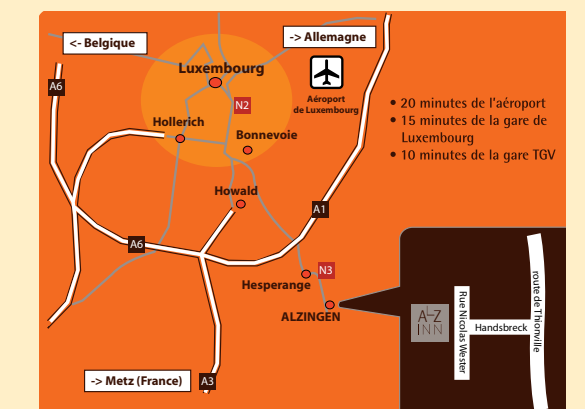 <- Belgique
-> Allemagne
A6
Luxembourg
N2
Aéroport
de Luxembourg
Hollerich
Bonnevoie
• 20 minutes de l'aéroport
• 15 minutes de la gare de
Luxembourg
• 10 minutes de la gare TGV
Howald
A1
A6
N3
Hesperange
ALZINGEN
-> Metz (France)
A3
ALZ
INN
Rue Nicolas Wester
Handsbreck
route de Thionville